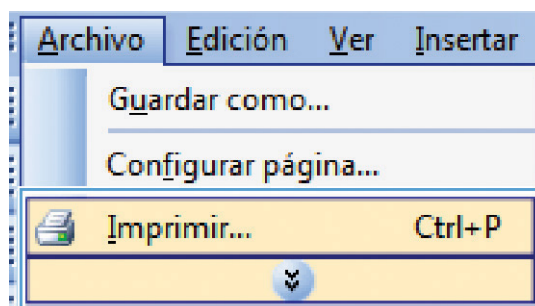 Archivo Edición Ver Insertar
Guardar como...
Configurar página...
Imprimir... Ctrl+P